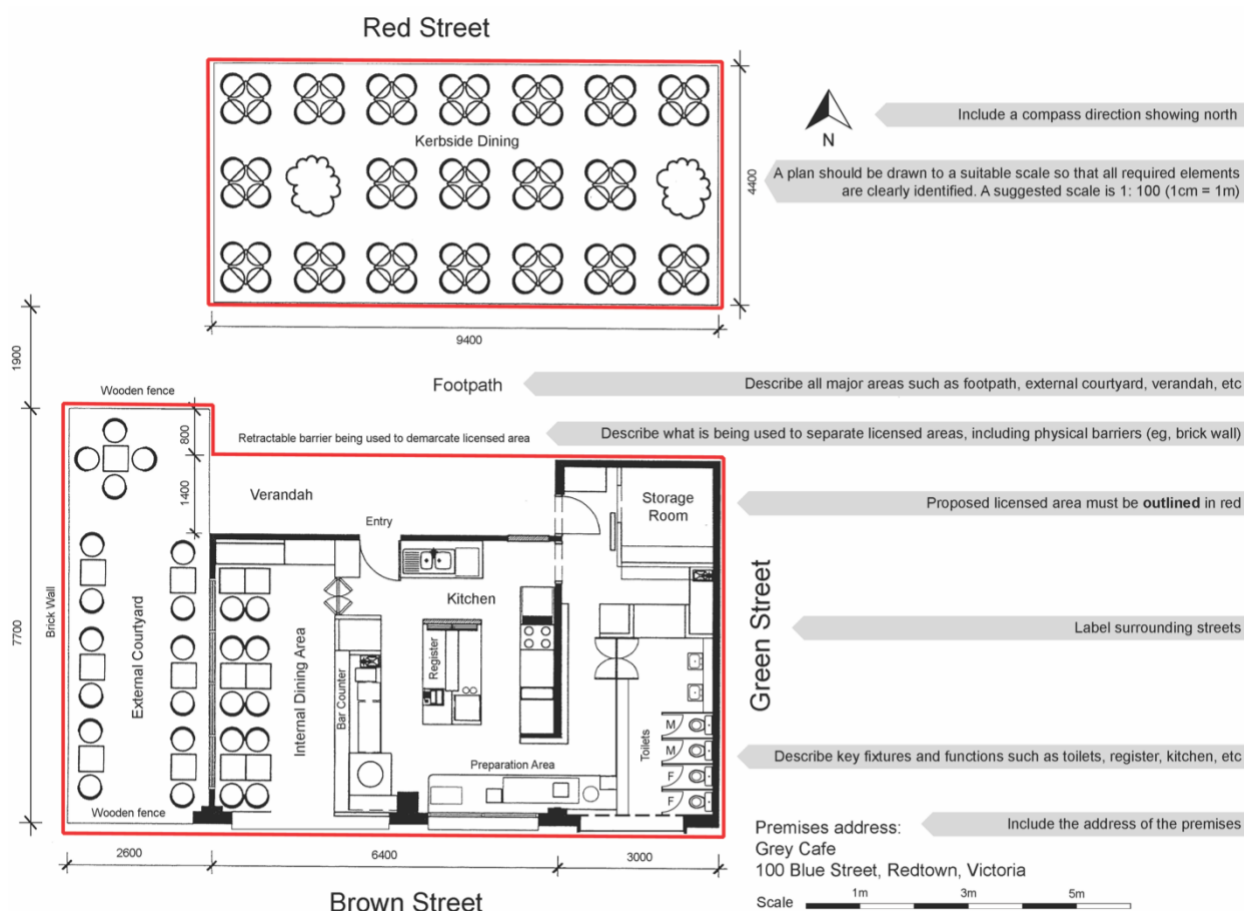 Red Street
Kerbside Dining
N
Include a compass direction showing north
A plan should be drawn to a suitable scale so that all required elements
are clearly identified. A suggested scale is 1: 100 (1cm = 1m)
4400
9400
1900
Wooden fence
Footpath
Describe all major areas such as footpath, external courtyard, verandah, etc
800
Retractable barrier being used to demarcate licensed area
Describe what is being used to separate licensed areas, including physical barriers (eg, brick wall)
1400
Verandah
Entry
Storage
Room
Proposed licensed area must be outlined in red
7700
Brick Wall
External Courtyard
Internal Dining Area
Kitchen
Bar Counter
Register
Green Street
Label surrounding streets
Toilets
M
M
F
F
Preparation Area
Describe key fixtures and functions such as toilets, register, kitchen, etc
Wooden fence
Premises address:
Include the address of the premises
Grey Cafe
100 Blue Street, Redtown, Victoria
2600
6400
3000
Brown Street
Scale
1m
3m
5m